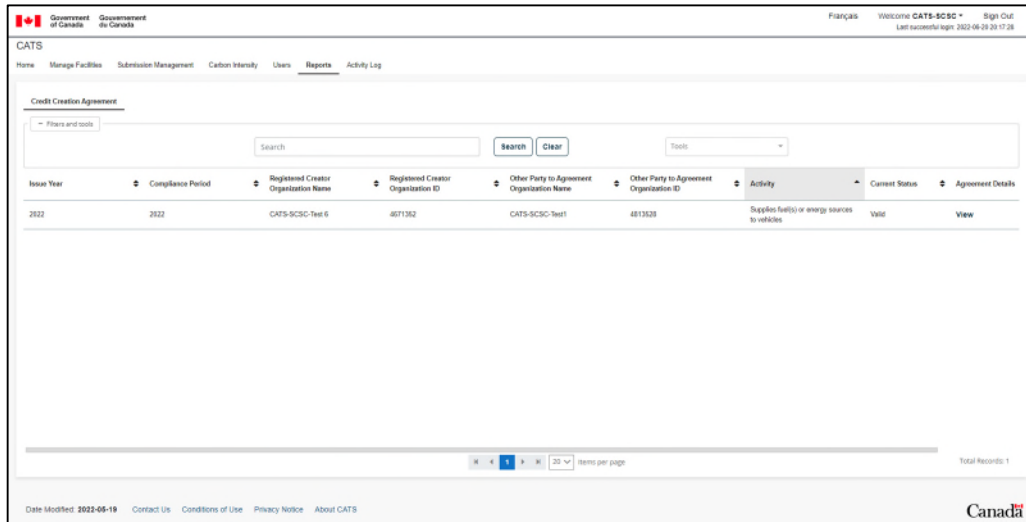 Government of Canada Gouvernement du Canada
Français Welcome CATS-SCSC Sign Out
Last successful login: 2022-06-20 20:17:26
CATS
Home Manage Facilities Submission Management Carbon Intensity Users Reports Activity Log
Credit Creation Agreement
− Filters and tools
Search Search Clear Tools
Issue Year Compliance Period Registered Creator Organization Name Registered Creator Organization ID Other Party to Agreement Organization Name Other Party to Agreement Organization ID Activity Current Status Agreement Details
2022 2022 CATS-SCSC-Test 6 4671352 CATS-SCSC-Test1 4813528 Supplies fuel(s) or energy sources to vehicles Valid View
1 20 items per page Total Records: 1
Date Modified: 2022-05-19 Contact Us Conditions of Use Privacy Notice About CATS
Canada